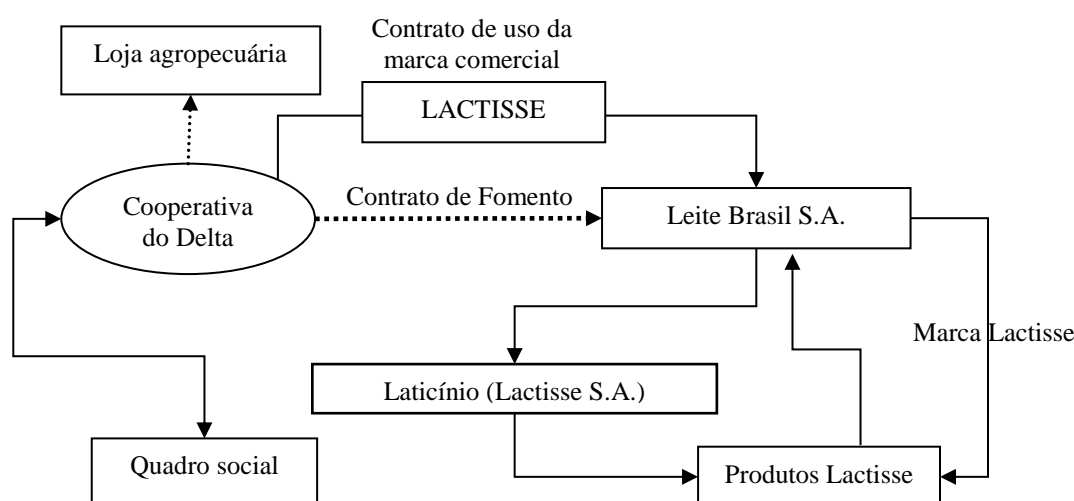 Contrato de uso da
marca comercial
Loja agropecuária
LACTISSE
Cooperativa
do Delta
Contrato de Fomento
Leite Brasil S.A.
Marca Lactisse
Laticínio (Lactisse S.A.)
Quadro social
Produtos Lactisse